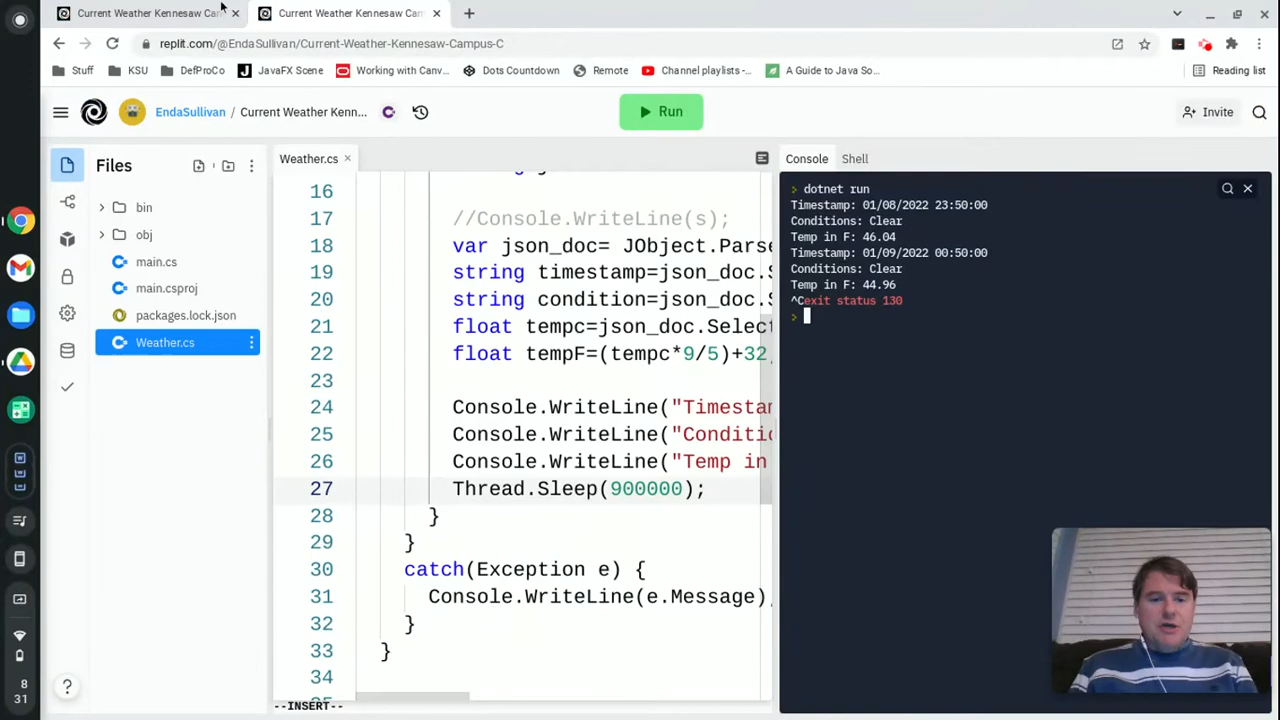 Current Weather Kennesaw Cam
Current Weather Kennesaw Cam
replit.com/@EndaSullivan/Current-Weather-Kennesaw-Campus-C
Stuff
KSU
DefProCo
JavaFX Scene
Working with Canv...
Dots Countdown
Remote
Channel playlists -...
A Guide to Java So...
Reading list
EndaSullivan / Current Weather Kenn...
Run
Invite
Files
bin
obj
main.cs
main.csproj
packages.lock.json
Weather.cs
Weather.cs
16
17 //Console.WriteLine(s);
18 var json_doc= JObject.Parse
19 string timestamp=json_doc.S
20 string condition=json_doc.S
21 float tempc=json_doc.Select
22 float tempF=(tempc*9/5)+32
23
24 Console.WriteLine("Timestam
25 Console.WriteLine("Conditio
26 Console.WriteLine("Temp in
27 Thread.Sleep(900000);
28 }
29 }
30 catch(Exception e) {
31 Console.WriteLine(e.Message)
32 }
33 }
34
--INSERT--
Console
Shell
> dotnet run
Timestamp: 01/08/2022 23:50:00
Conditions: Clear
Temp in F: 46.04
Timestamp: 01/09/2022 00:50:00
Conditions: Clear
Temp in F: 44.96
^Cexit status 130
>
8
31
?